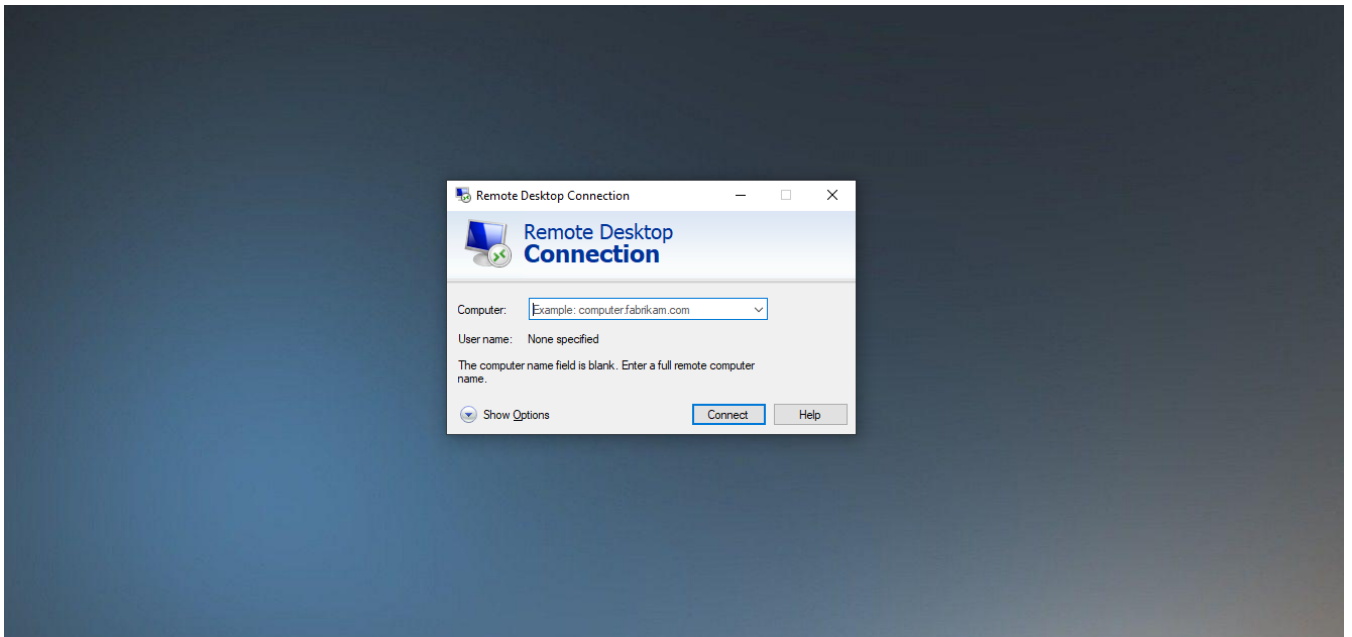 Remote Desktop Connection
Remote Desktop
Connection
Computer: Example: computer.fabrikam.com
User name: None specified
The computer name field is blank. Enter a full remote computer
name.
Show Options Connect Help